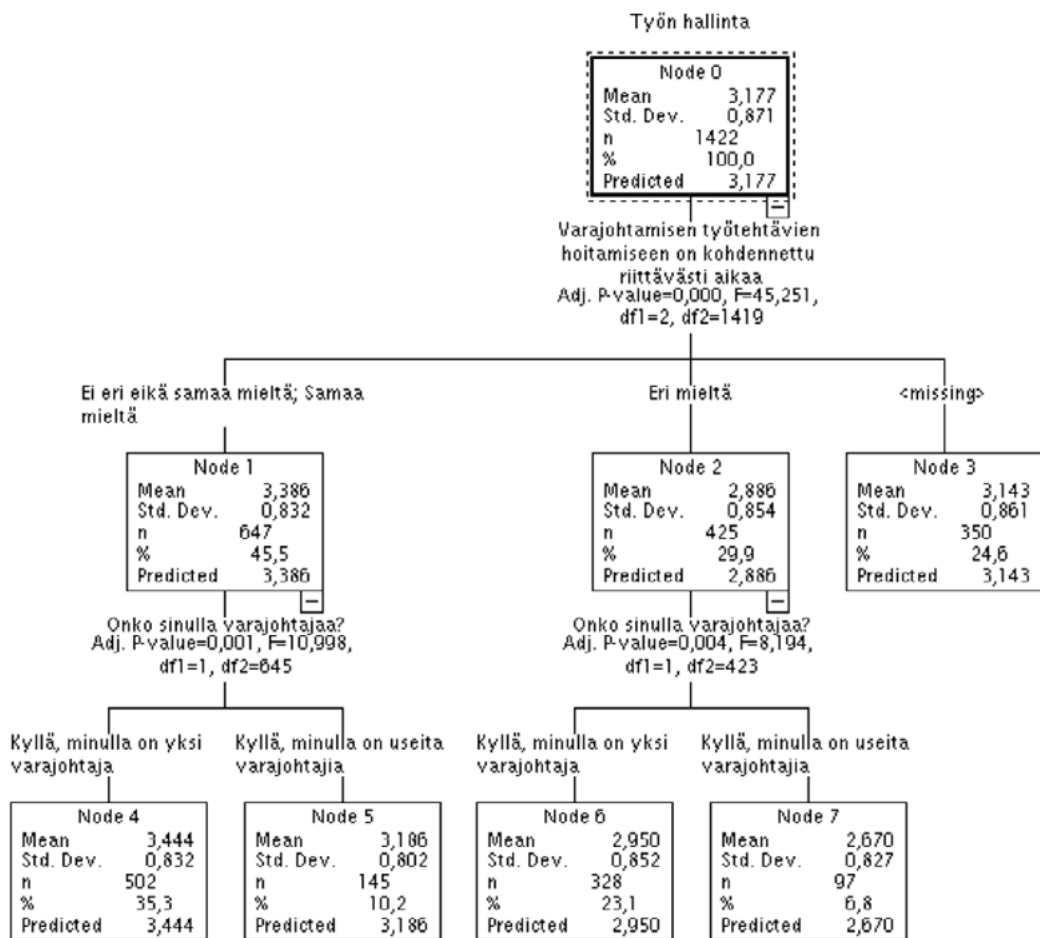 Työn hallinta
Node 0
Mean 3,177
Std. Dev. 0,871
n 1422
% 100,0
Predicted 3,177
Varajohtamisen työtehtävien
hoitamiseen on kohdennettu
riittävästi aikaa
Adj. P-value=0,000, F=45,251,
df1=2, df2=1419
Ei eri eikä samaa mieltä; Samaa
mieltä
Eri mieltä
<missing>
Node 1
Mean 3,386
Std. Dev. 0,832
n 647
% 45,5
Predicted 3,386
Node 2
Mean 2,886
Std. Dev. 0,854
n 425
% 29,9
Predicted 2,886
Node 3
Mean 3,143
Std. Dev. 0,861
n 350
% 24,6
Predicted 3,143
Onko sinulla varajohtajaa?
Adj. P-value=0,001, F=10,998,
df1=1, df2=645
Onko sinulla varajohtajaa?
Adj. P-value=0,004, F=8,194,
df1=1, df2=423
Kyllä, minulla on yksi
varajohtaja
Kyllä, minulla on useita
varajohtajia
Kyllä, minulla on yksi
varajohtaja
Kyllä, minulla on useita
varajohtajia
Node 4
Mean 3,444
Std. Dev. 0,832
n 502
% 35,3
Predicted 3,444
Node 5
Mean 3,186
Std. Dev. 0,802
n 145
% 10,2
Predicted 3,186
Node 6
Mean 2,950
Std. Dev. 0,852
n 328
% 23,1
Predicted 2,950
Node 7
Mean 2,670
Std. Dev. 0,827
n 97
% 6,8
Predicted 2,670